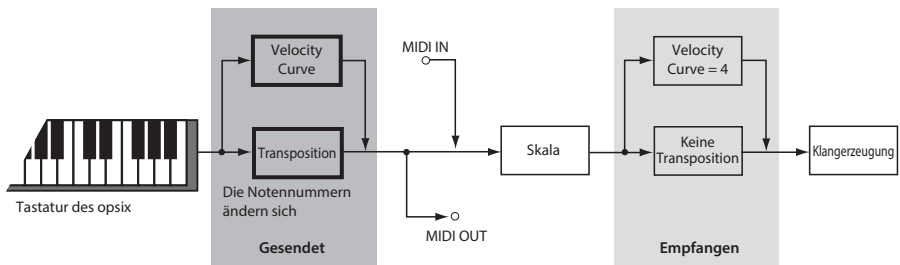 Tastatur des opsix
Velocity
Curve
Transposition
Die Notennummern
ändern sich
Gesendet
MIDI IN
MIDI OUT
Skala
Velocity
Curve = 4
Keine
Transposition
Empfangen
Klangerzeugung